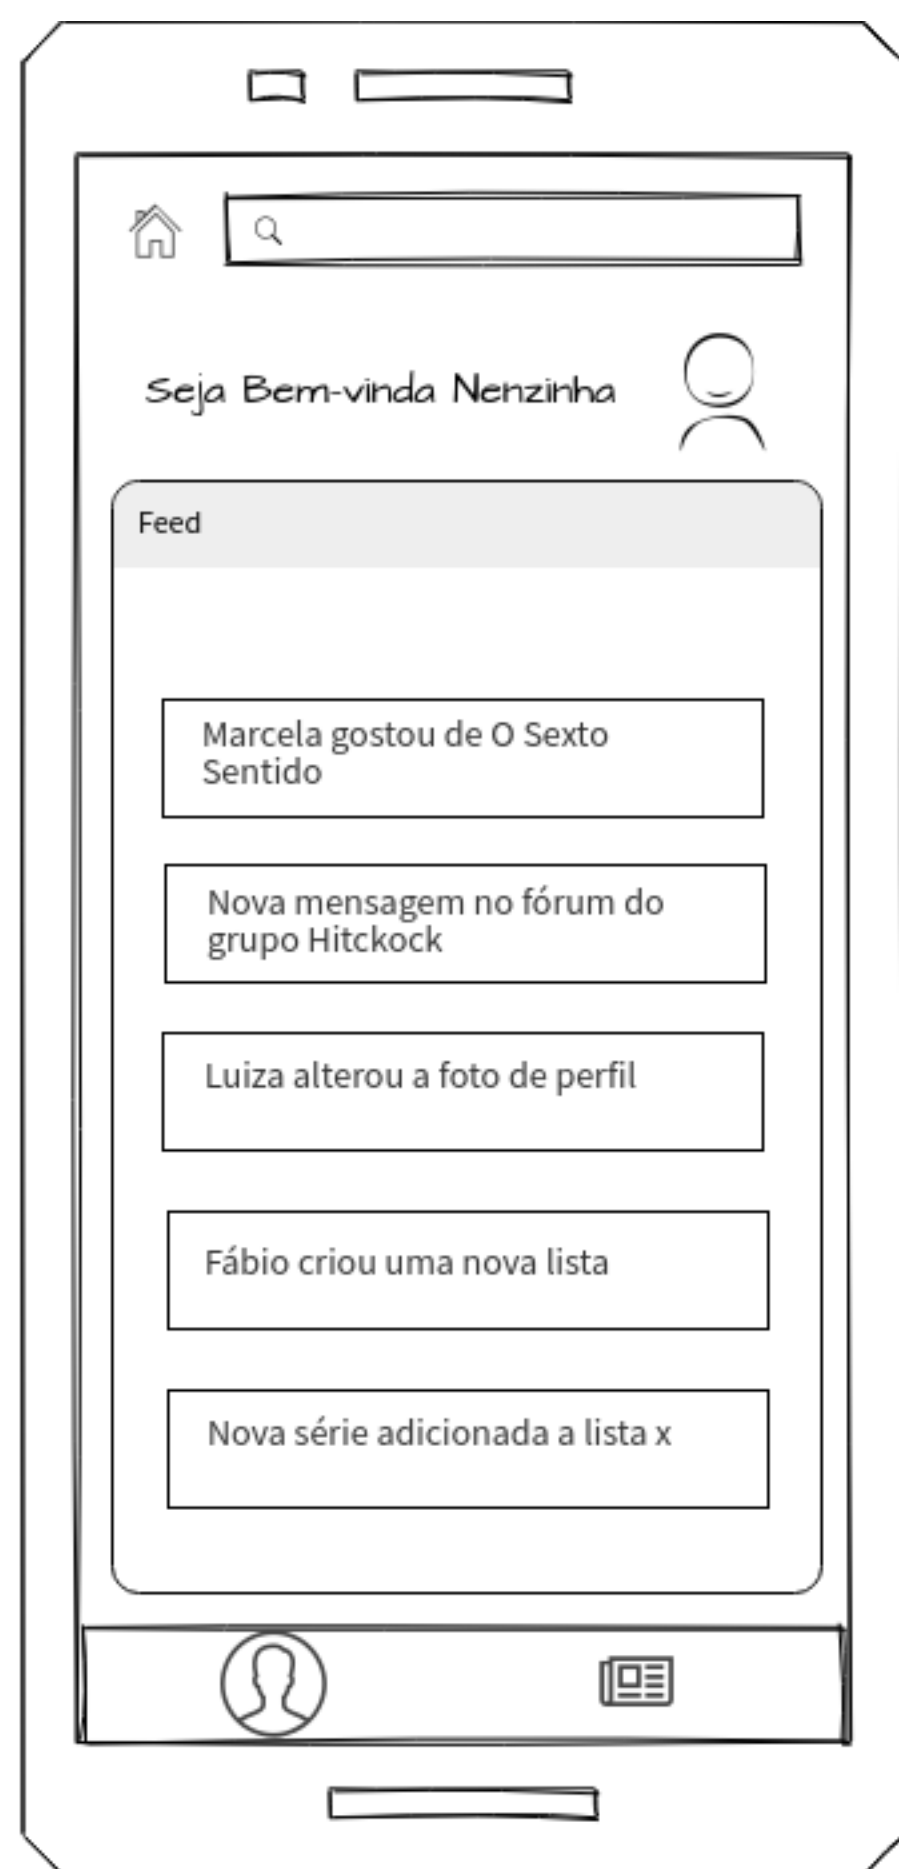 Seja Bem-vinda Nenzinha
Feed
Marcela gostou de O Sexto
Sentido
Nova mensagem no fórum do
grupo Hitckock
Luiza alterou a foto de perfil
Fábio criou uma nova lista
Nova série adicionada a lista x